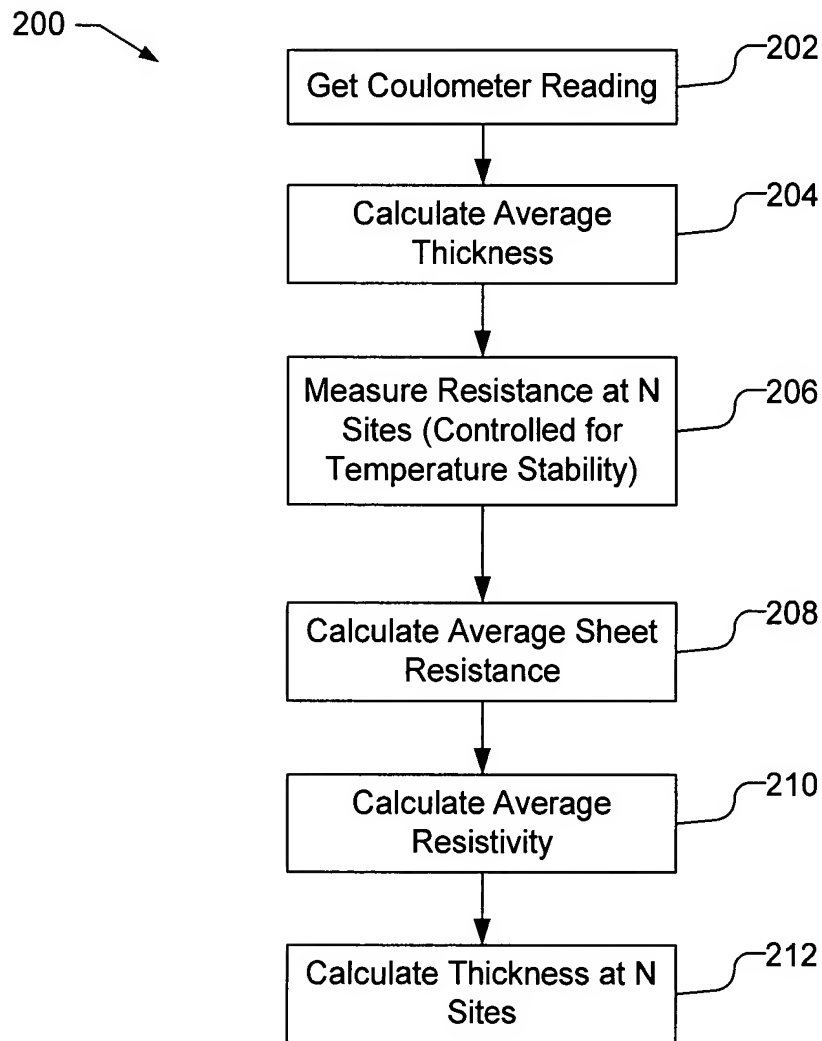 200
202
Get Coulometer Reading
204
Calculate Average
Thickness
Measure Resistance at N
206
Sites (Controlled for
Temperature Stability)
208
Calculate Average Sheet
Resistance
210
Calculate Average
Resistivity
212
Calculate Thickness at N
Sites